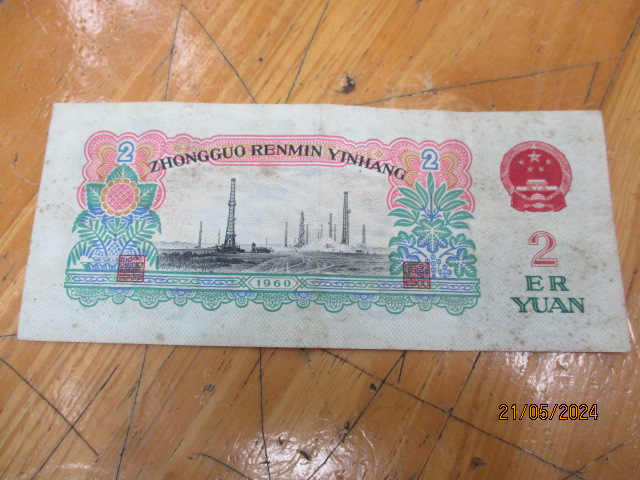 2
2
ZHONGGUO RENMIN YINHANG
1960
2
ER
YUAN
21/05/2024